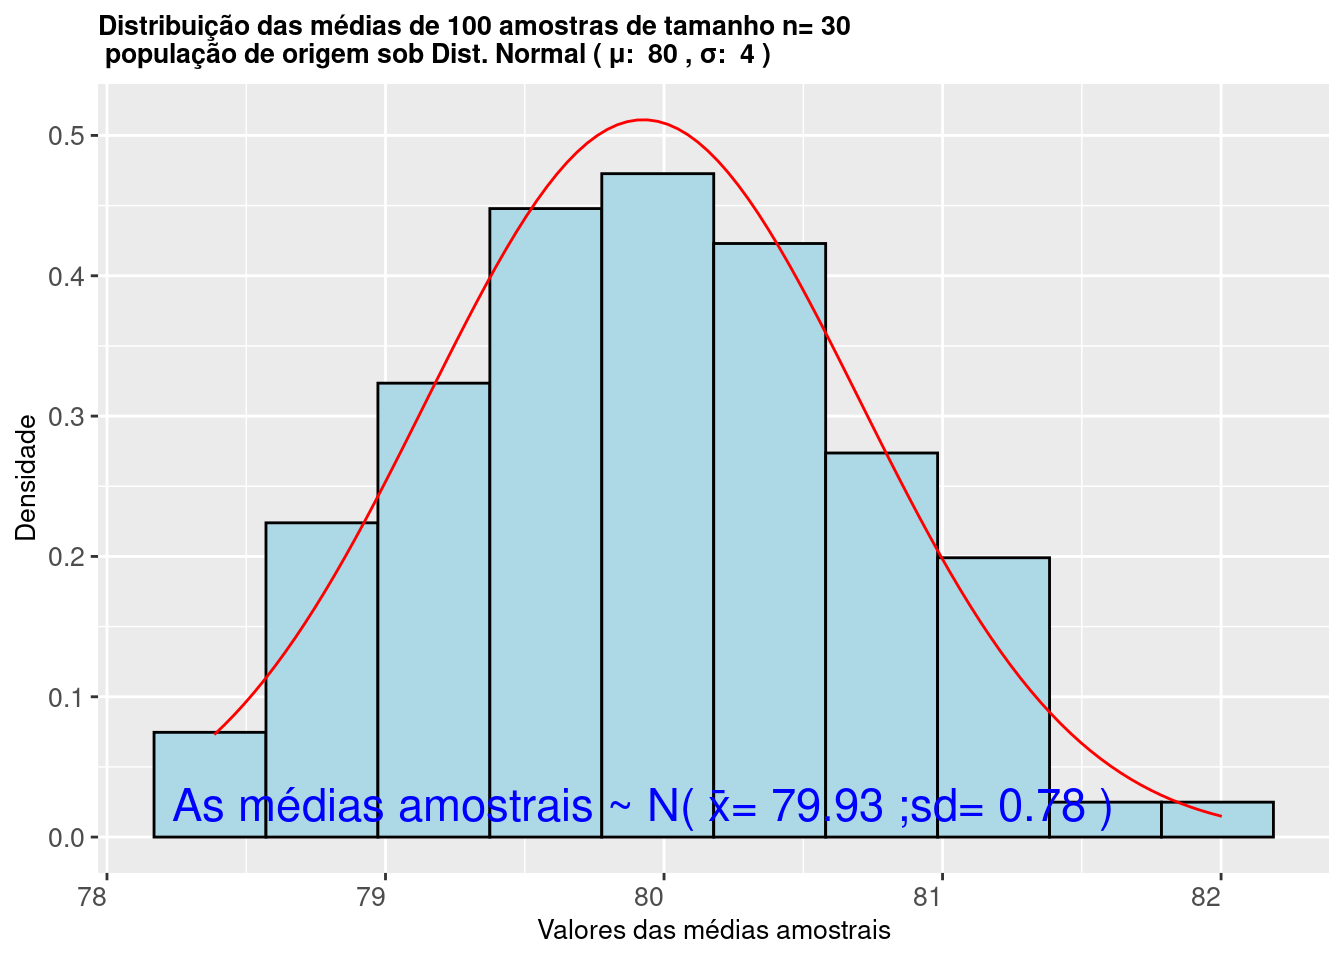 Distribuição das médias de 100 amostras de tamanho n= 30
população de origem sob Dist. Normal ( μ:  80 , σ:  4 )
Densidade
0.5
0.4
0.3
0.2
0.1
0.0
As médias amostrais ~ N( x̄= 79.93 ;sd= 0.78 )
78 79 80 81 82
Valores das médias amostrais